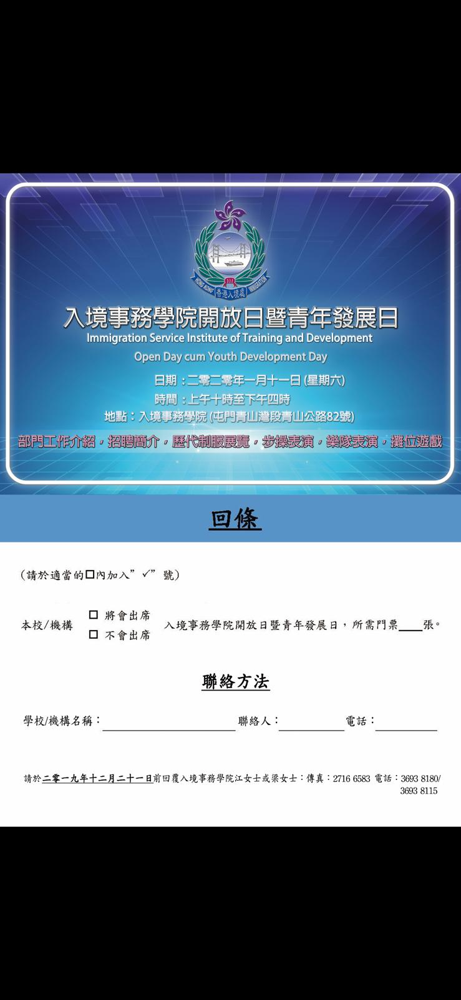 HONG KONG 香港入境處 IMMIGRATION
入境事務學院開放日暨青年發展日
Immigration Service Institute of Training and Development
Open Day cum Youth Development Day
日期：二零二零年一月十一日 (星期六)
時間：上午十時至下午四時
地點：入境事務學院 (屯門青山灣段青山公路82號)
部門工作介紹，招聘簡介，歷代制服展覽，步操表演，樂隊表演，攤位遊戲
回條
（請於適當的□內加入”✓”號）
□ 將會出席
本校/機構 入境事務學院開放日暨青年發展日，所需門票____張。
□ 不會出席
聯絡方法
學校/機構名稱：____________________ 聯絡人：__________ 電話：__________
請於二零一九年十二月二十一日前回覆入境事務學院江女士或梁女士：傳真：2716 6583 電話：3693 8180/
3693 8115